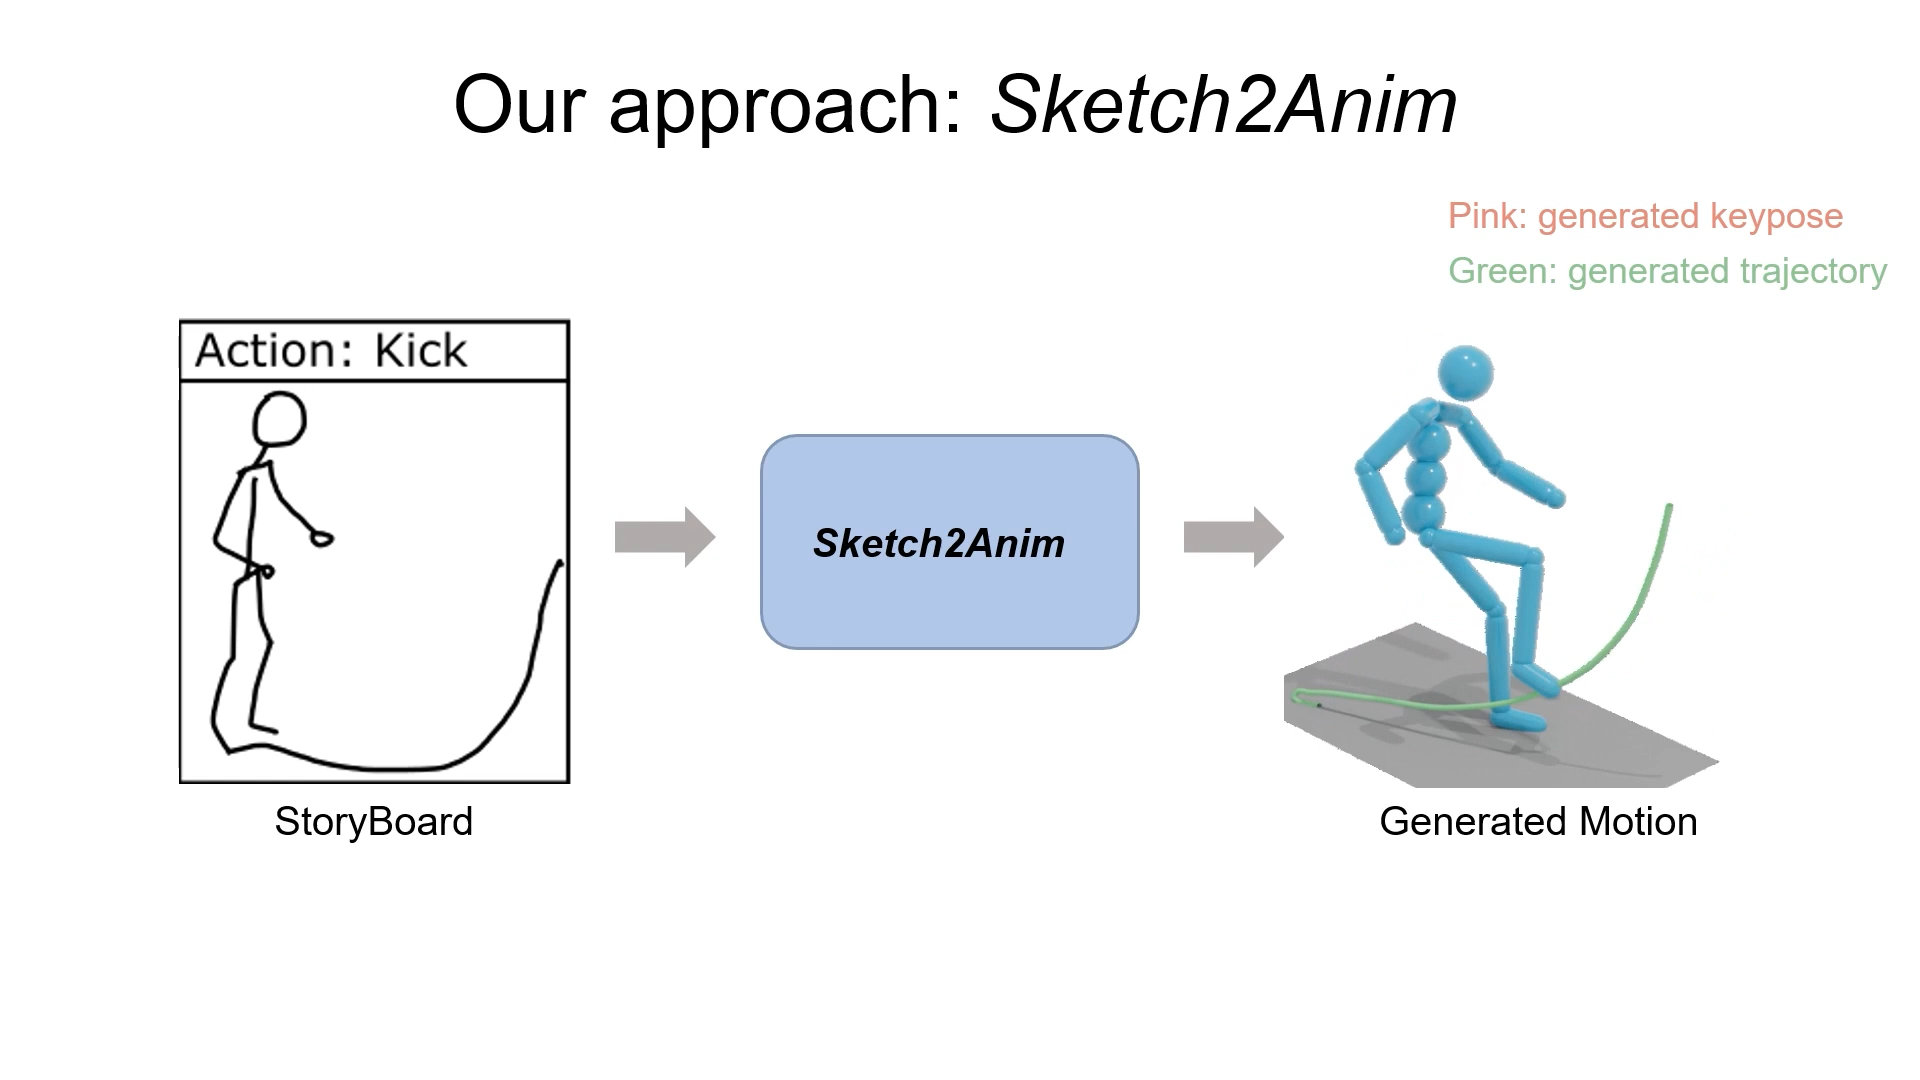 Our approach: Sketch2Anim
Pink: generated keypose
Green: generated trajectory
Action: Kick
Sketch2Anim
StoryBoard
Generated Motion